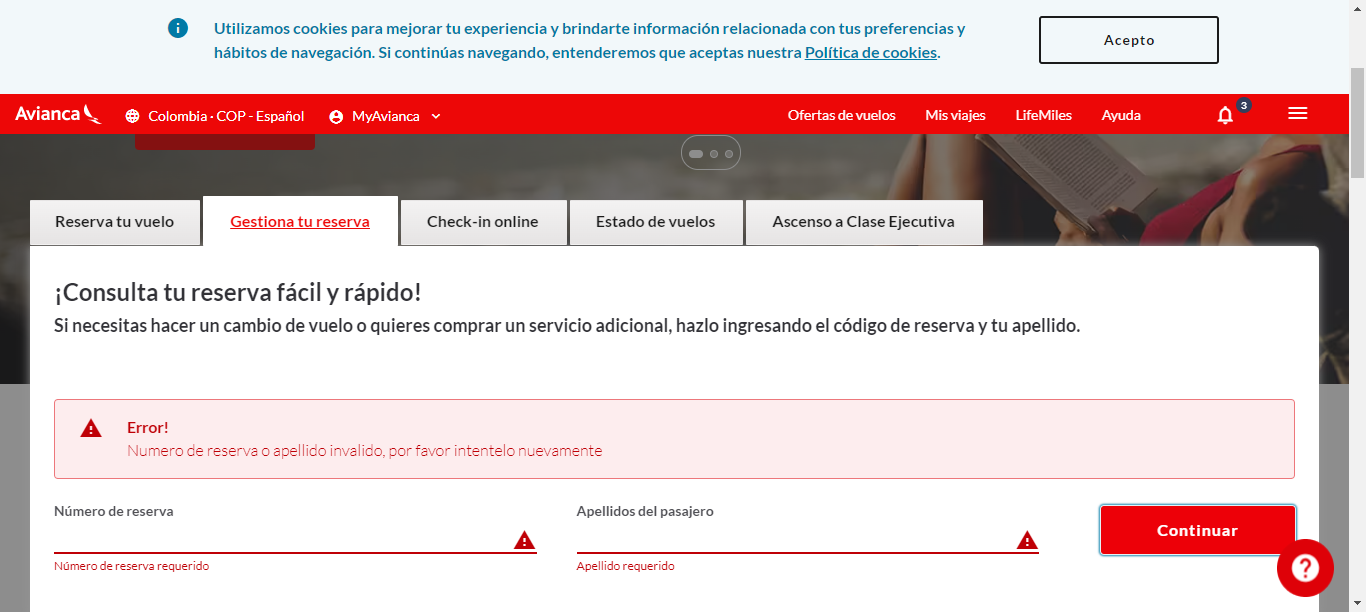 Utilizamos cookies para mejorar tu experiencia y brindarte información relacionada con tus preferencias y
hábitos de navegación. Si continúas navegando, entenderemos que aceptas nuestra Política de cookies.
Acepto
Avianca
Colombia · COP - Español
MyAvianca
Ofertas de vuelos
Mis viajes
LifeMiles
Ayuda
3
Reserva tu vuelo
Gestiona tu reserva
Check-in online
Estado de vuelos
Ascenso a Clase Ejecutiva
¡Consulta tu reserva fácil y rápido!
Si necesitas hacer un cambio de vuelo o quieres comprar un servicio adicional, hazlo ingresando el código de reserva y tu apellido.
Error!
Numero de reserva o apellido invalido, por favor intentelo nuevamente
Número de reserva
Apellidos del pasajero
Continuar
Número de reserva requerido
Apellido requerido
?